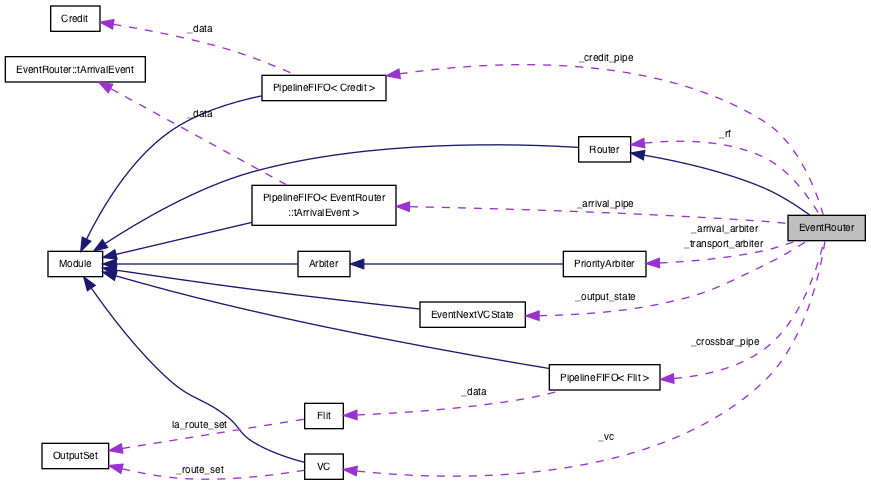 Credit
_data
EventRouter::tArrivalEvent
_credit_pipe
PipelineFIFO< Credit >
_data
_rf
Router
PipelineFIFO< EventRouter
::tArrivalEvent >
_arrival_pipe
EventRouter
_arrival_arbiter
_transport_arbiter
Module
Arbiter
PriorityArbiter
_output_state
EventNextVCState
_crossbar_pipe
PipelineFIFO< Flit >
_data
Flit
la_route_set
_vc
OutputSet
_route_set
VC